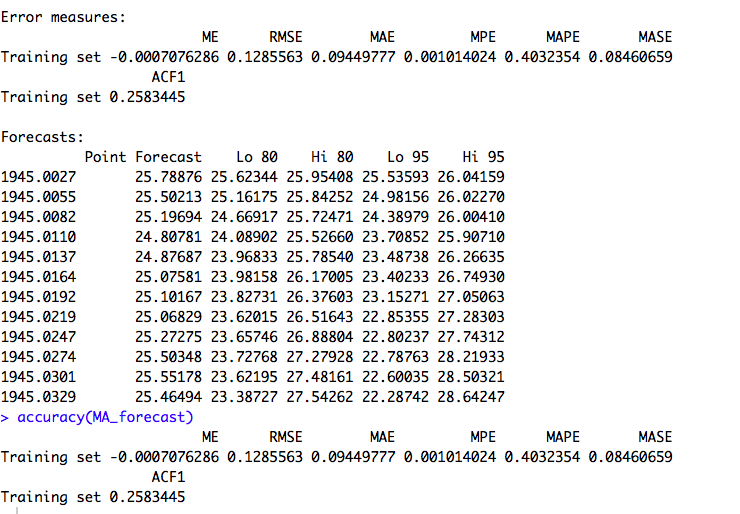 Error measures:
                        ME      RMSE        MAE         MPE      MAPE       MASE
Training set -0.0007076286 0.1285563 0.09449777 0.001014024 0.4032354 0.08460659
                  ACF1
Training set 0.2583445
Forecasts:
          Point Forecast    Lo 80    Hi 80    Lo 95    Hi 95
1945.0027       25.78876 25.62344 25.95408 25.53593 26.04159
1945.0055       25.50213 25.16175 25.84252 24.98156 26.02270
1945.0082       25.19694 24.66917 25.72471 24.38979 26.00410
1945.0110       24.80781 24.08902 25.52660 23.70852 25.90710
1945.0137       24.87687 23.96833 25.78540 23.48738 26.26635
1945.0164       25.07581 23.98158 26.17005 23.40233 26.74930
1945.0192       25.10167 23.82731 26.37603 23.15271 27.05063
1945.0219       25.06829 23.62015 26.51643 22.85355 27.28303
1945.0247       25.27275 23.65746 26.88804 22.80237 27.74312
1945.0274       25.50348 23.72768 27.27928 22.78763 28.21933
1945.0301       25.55178 23.62195 27.48161 22.60035 28.50321
1945.0329       25.46494 23.38727 27.54262 22.28742 28.64247
> accuracy(MA_forecast)
                        ME      RMSE        MAE         MPE      MAPE       MASE
Training set -0.0007076286 0.1285563 0.09449777 0.001014024 0.4032354 0.08460659
                  ACF1
Training set 0.2583445